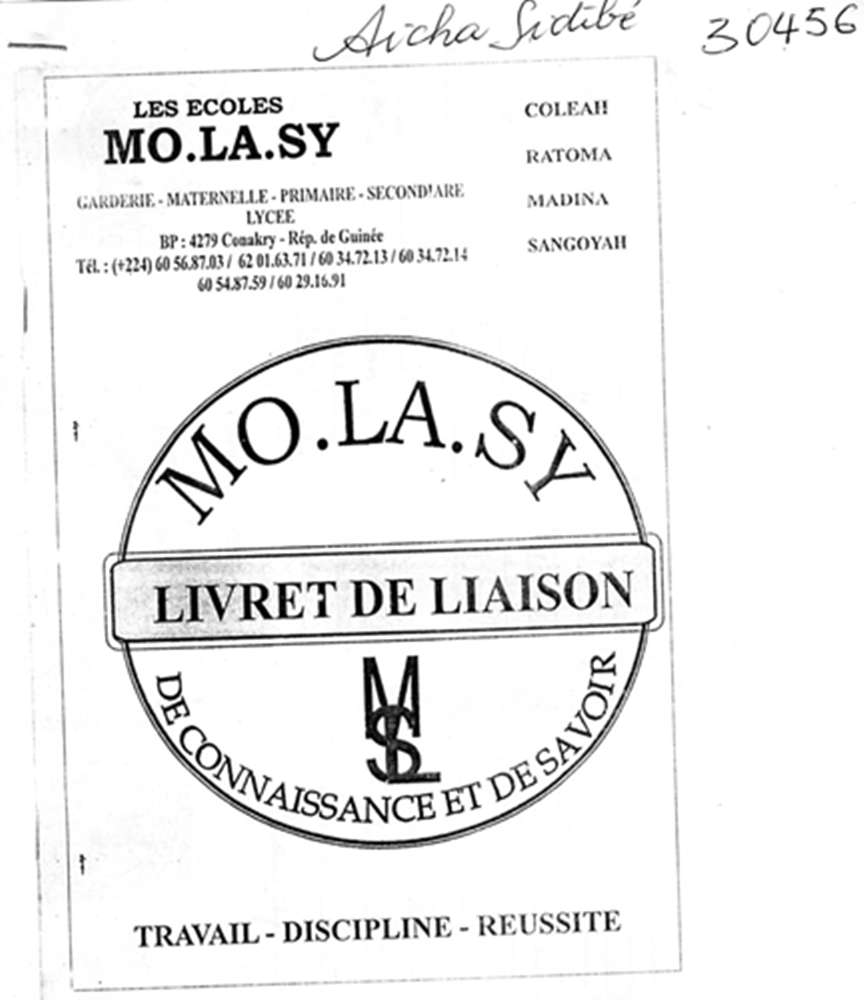 Aicha Sidibé 30456
LES ECOLES
MO.LA.SY
GARDERIE - MATERNELLE - PRIMAIRE - SECONDIARE
LYCEE
BP : 4279 Conakry - Rép. de Guinée
Tél. : (+224) 60 56.87.03 / 62 01.63.71 / 60 34.72.13 / 60 34.72.14
60 54.87.59 / 60 29.16.91
COLEAH
RATOMA
MADINA
SANGOYAH
MO.LA.SY
LIVRET DE LIAISON
MSL
DE CONNAISSANCE ET DE SAVOIR
TRAVAIL - DISCIPLINE - REUSSITE